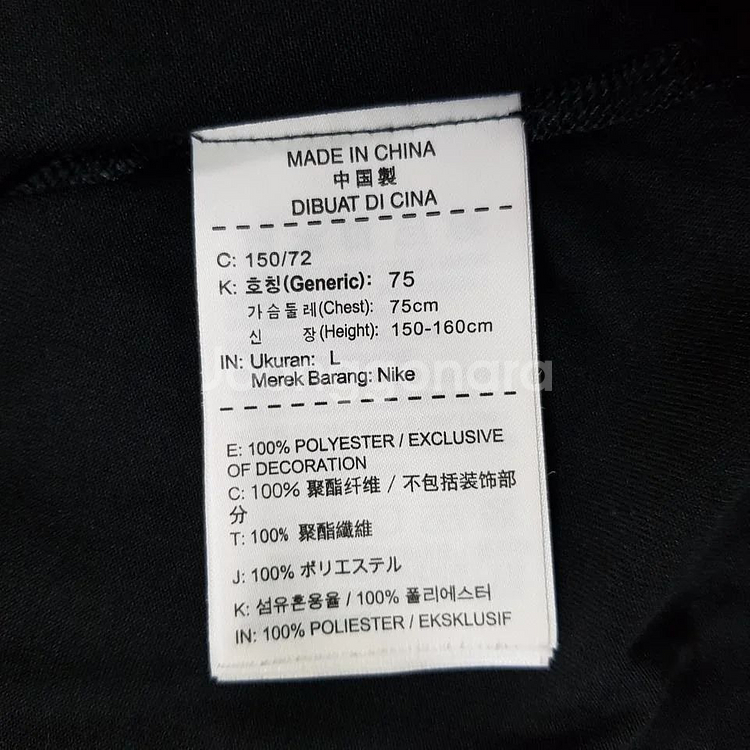 MADE IN CHINA
中国製
DIBUAT DI CINA
C: 150/72
K: 호칭(Generic): 75
가슴둘레(Chest): 75cm
신 장(Height): 150-160cm
IN: Ukuran: L
Merek Barang: Nike
E: 100% POLYESTER / EXCLUSIVE
OF DECORATION
C: 100% 聚酯纤维 / 不包括装饰部
分
T: 100% 聚酯纖維
J: 100% ポリエステル
K: 섬유혼용율 / 100% 폴리에스터
IN: 100% POLIESTER / EKSKLUSIF